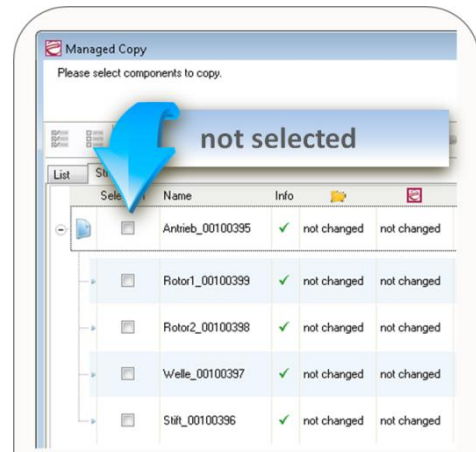 Managed Copy
Please select components to copy.
not selected
List
Name Info
Antrieb_00100395 not changed not changed
Rotor1_00100399 not changed not changed
Rotor2_00100398 not changed not changed
Welle_00100397 not changed not changed
Stift_00100396 not changed not changed